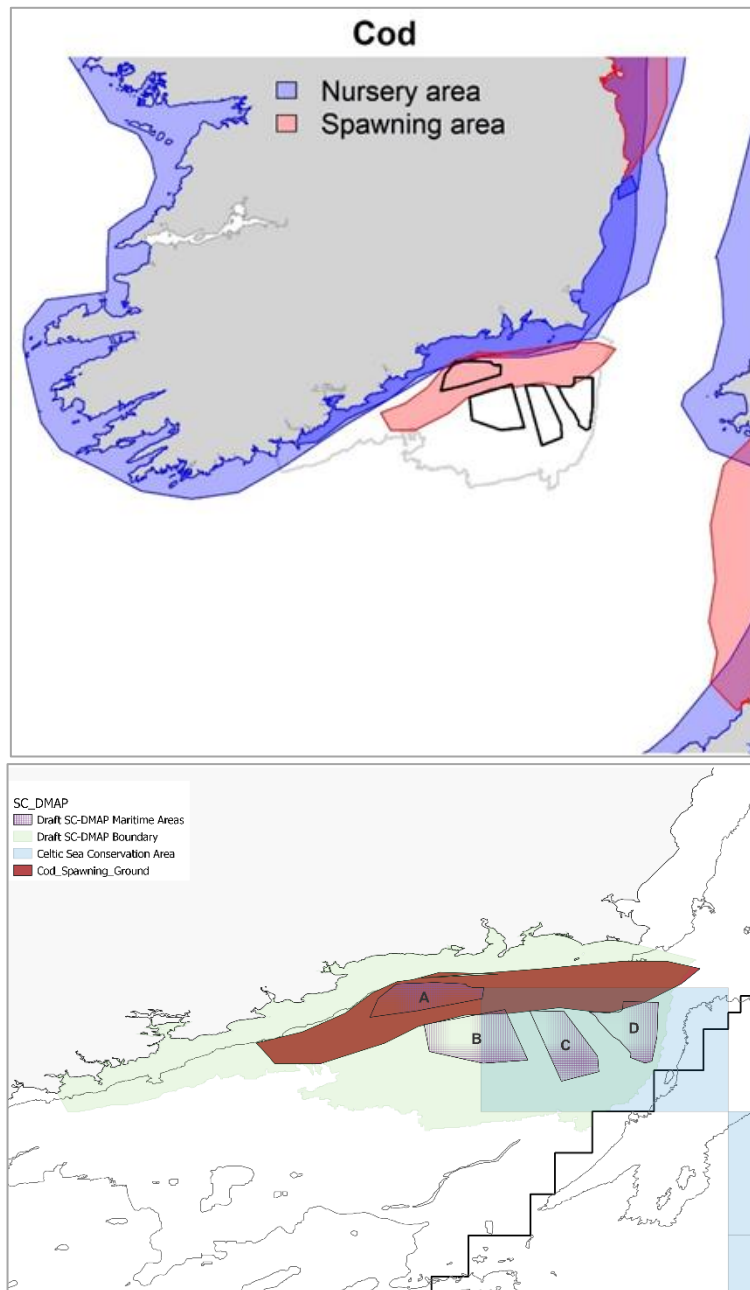 Cod
Nursery area
Spawning area
SC_DMAP
Draft SC-DMAP Maritime Areas
Draft SC-DMAP Boundary
Celtic Sea Conservation Area
Cod_Spawning_Ground
A
B
C
D